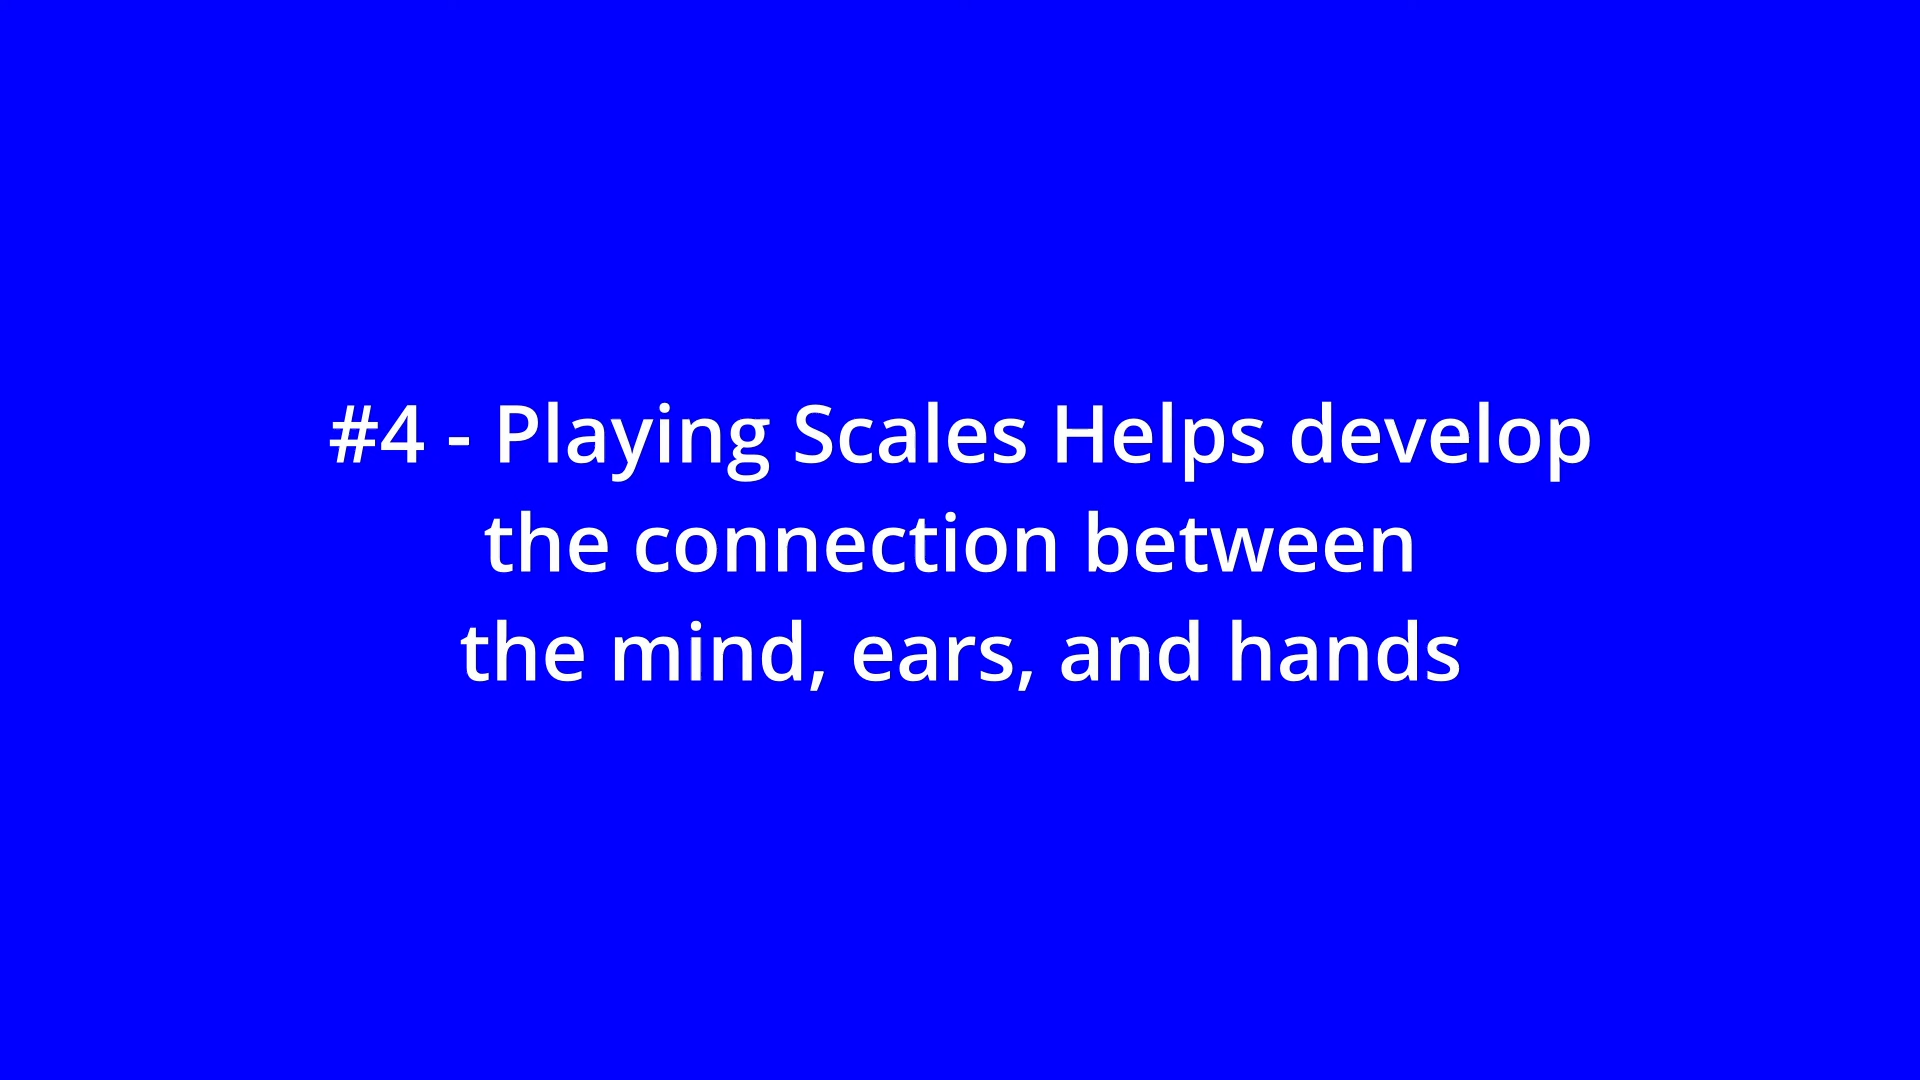 #4 - Playing Scales Helps develop
the connection between
the mind, ears, and hands